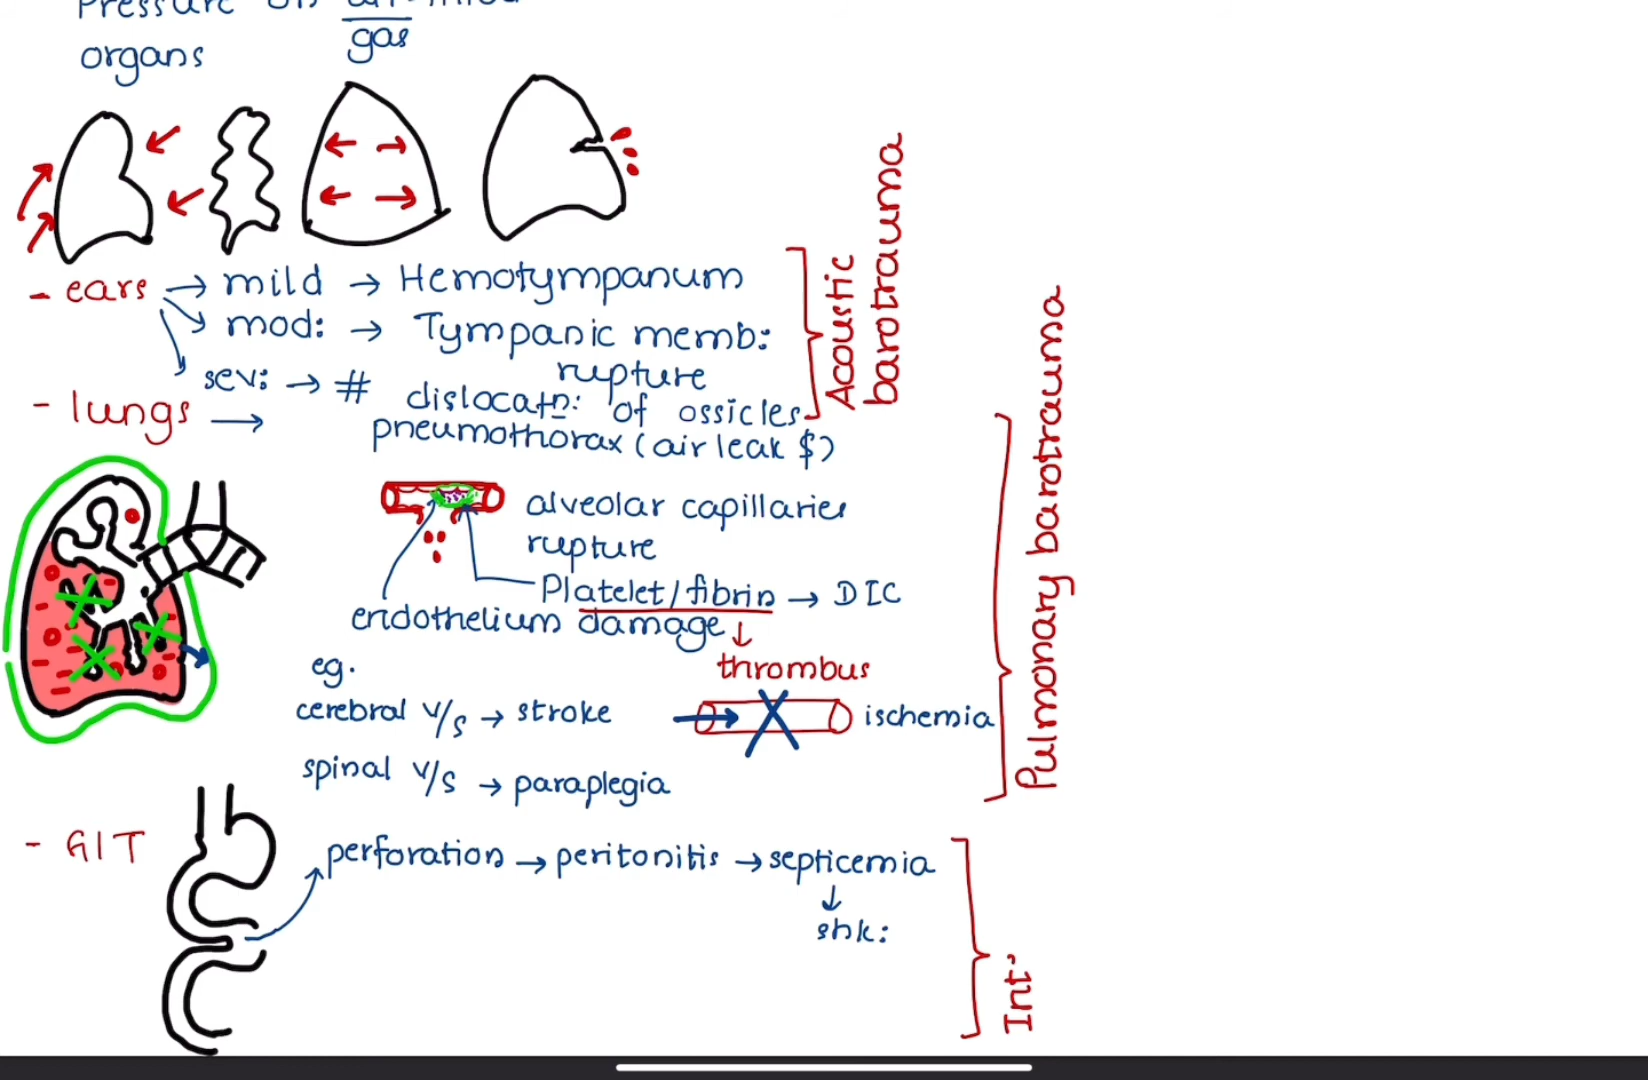 organs
gas
- ears → mild → Hemotympanum
→ mod: → Tympanic memb:
rupture
sev: → # dislocatn: of ossicles
- lungs → pneumothorax (air leak $)
alveolar capillaries
rupture
Platelet/fibrin → DIC
endothelium damage ↓
thrombus
eg.
cerebral v/s → stroke
ischemia
spinal v/s → paraplegia
- GIT
perforation → peritonitis → septicemia
↓
shk:
Acoustic
barotrauma
Pulmonary barotrauma
Int